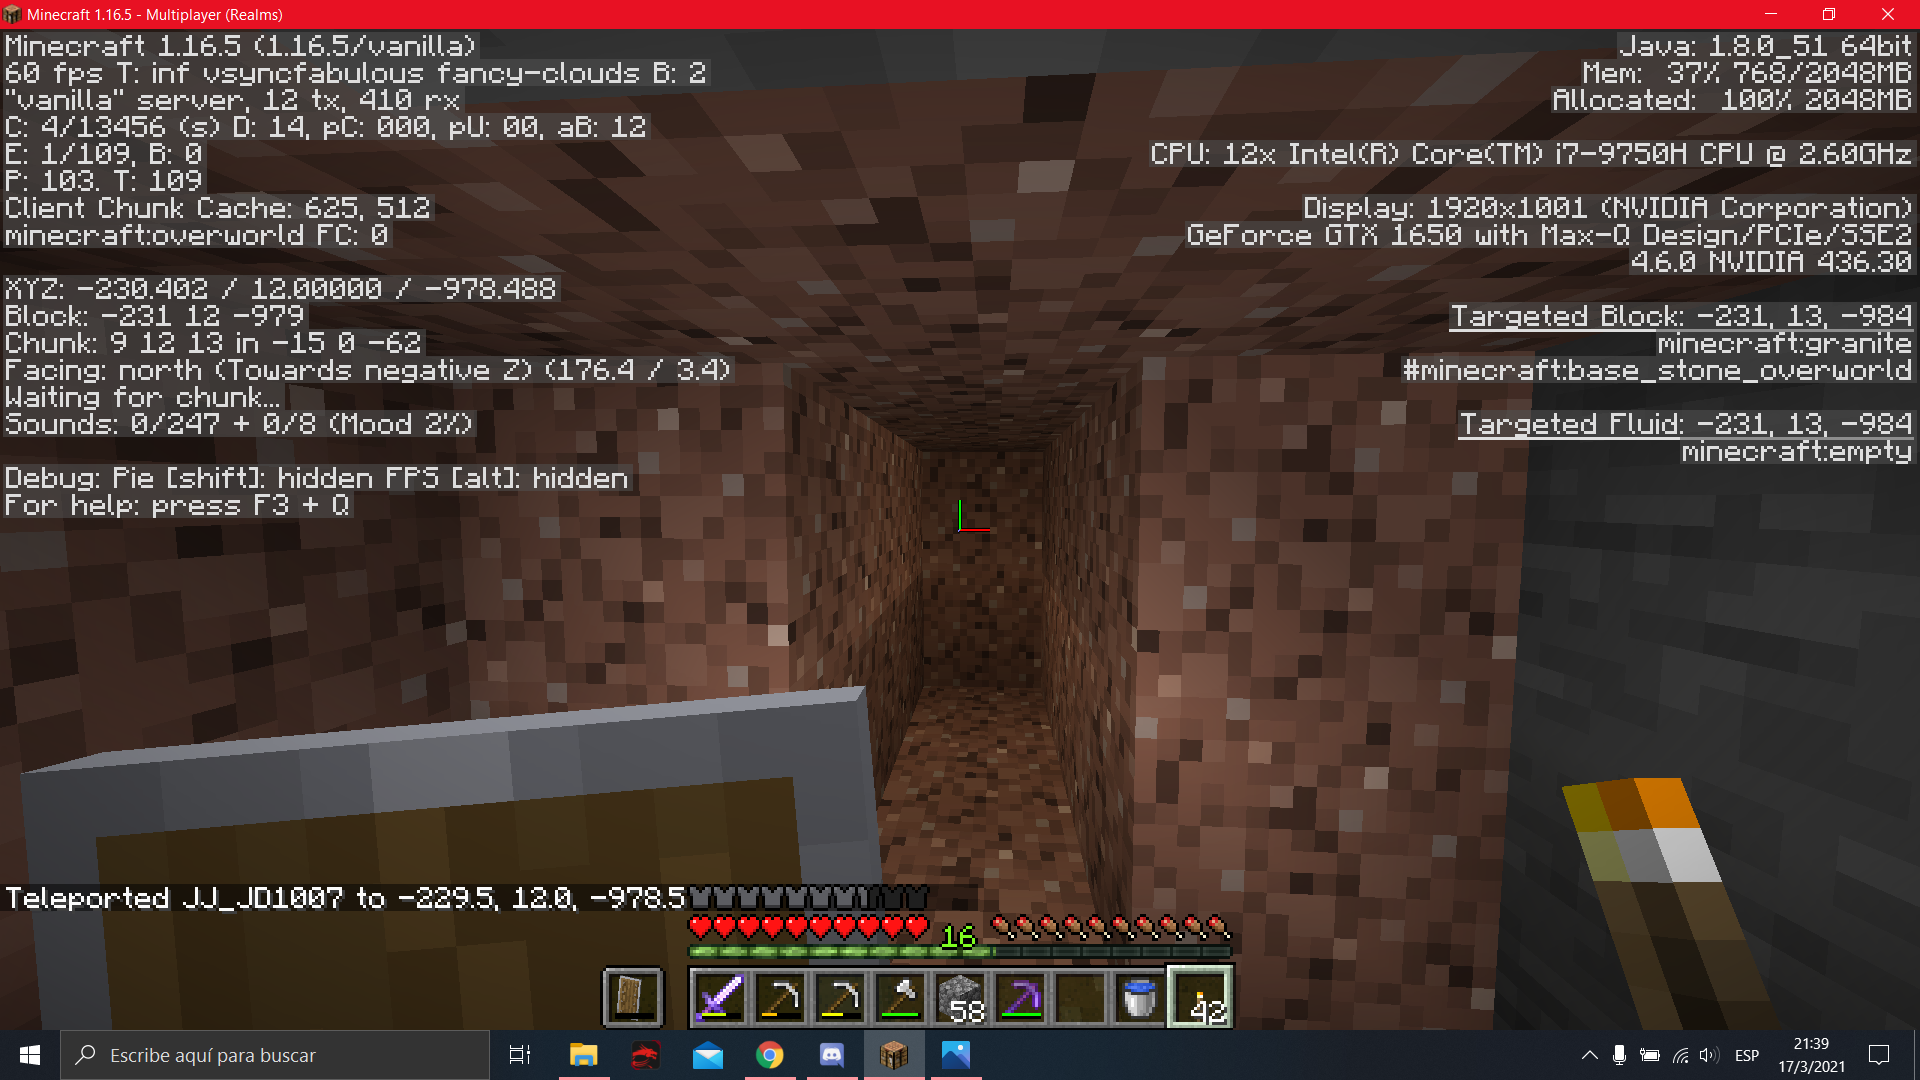 Minecraft 1.16.5 - Multiplayer (Realms)
Minecraft 1.16.5 (1.16.5/vanilla)
60 fps T: inf vsyncfabulous fancy-clouds B: 2
"vanilla" server, 12 tx, 410 rx
C: 4/13456 (s) D: 14, pC: 000, pU: 00, aB: 12
E: 1/109, B: 0
P: 103. T: 109
Client Chunk Cache: 625, 512
minecraft:overworld FC: 0
XYZ: -230.402 / 12.00000 / -978.488
Block: -231 12 -979
Chunk: 9 12 13 in -15 0 -62
Facing: north (Towards negative Z) (176.4 / 3.4)
Waiting for chunk...
Sounds: 0/247 + 0/8 (Mood 2%)
Debug: Pie [shift]: hidden FPS [alt]: hidden
For help: press F3 + Q
Java: 1.8.0_51 64bit
Mem: 37% 768/2048MB
Allocated: 100% 2048MB
CPU: 12x Intel(R) Core(TM) i7-9750H CPU @ 2.60GHz
Display: 1920x1001 (NVIDIA Corporation)
GeForce GTX 1650 with Max-Q Design/PCIe/SSE2
4.6.0 NVIDIA 436.30
Targeted Block: -231, 13, -984
minecraft:granite
#minecraft:base_stone_overworld
Targeted Fluid: -231, 13, -984
minecraft:empty
Teleported JJ_JD1007 to -229.5, 12.0, -978.5
16
58
42
Escribe aquí para buscar
ESP
21:39
17/3/2021